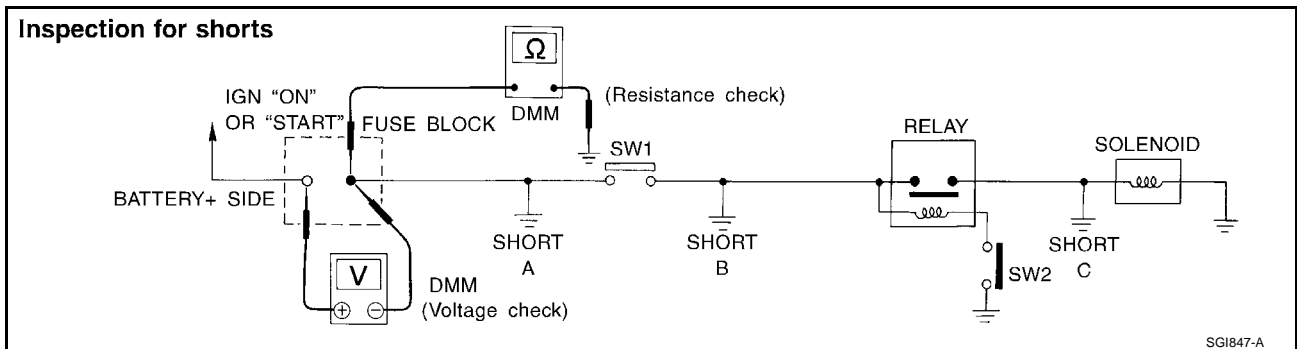 Inspection for shorts
Ω
IGN “ON”
OR “START”
FUSE BLOCK
DMM
(Resistance check)
SW1
RELAY
SOLENOID
BATTERY+ SIDE
SHORT
A
SHORT
B
SHORT
C
SW2
V
+ −
DMM
(Voltage check)
SGI847-A